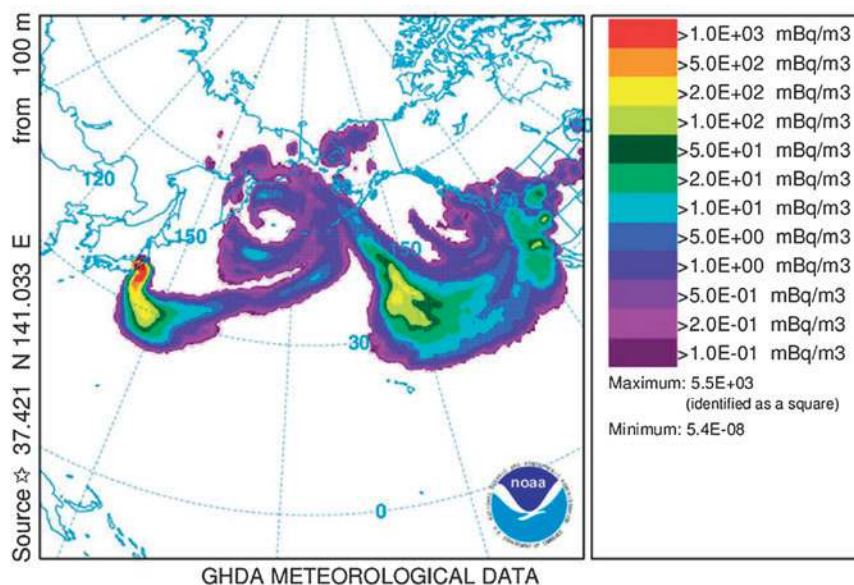 Source ☆ 37.421 N 141.033 E from 100 m
120
150
150
30
0
noaa
GHDA METEOROLOGICAL DATA
>1.0E+03 mBq/m3
>5.0E+02 mBq/m3
>2.0E+02 mBq/m3
>1.0E+02 mBq/m3
>5.0E+01 mBq/m3
>2.0E+01 mBq/m3
>1.0E+01 mBq/m3
>5.0E+00 mBq/m3
>1.0E+00 mBq/m3
>5.0E-01 mBq/m3
>2.0E-01 mBq/m3
>1.0E-01 mBq/m3
Maximum: 5.5E+03
(identified as a square)
Minimum: 5.4E-08